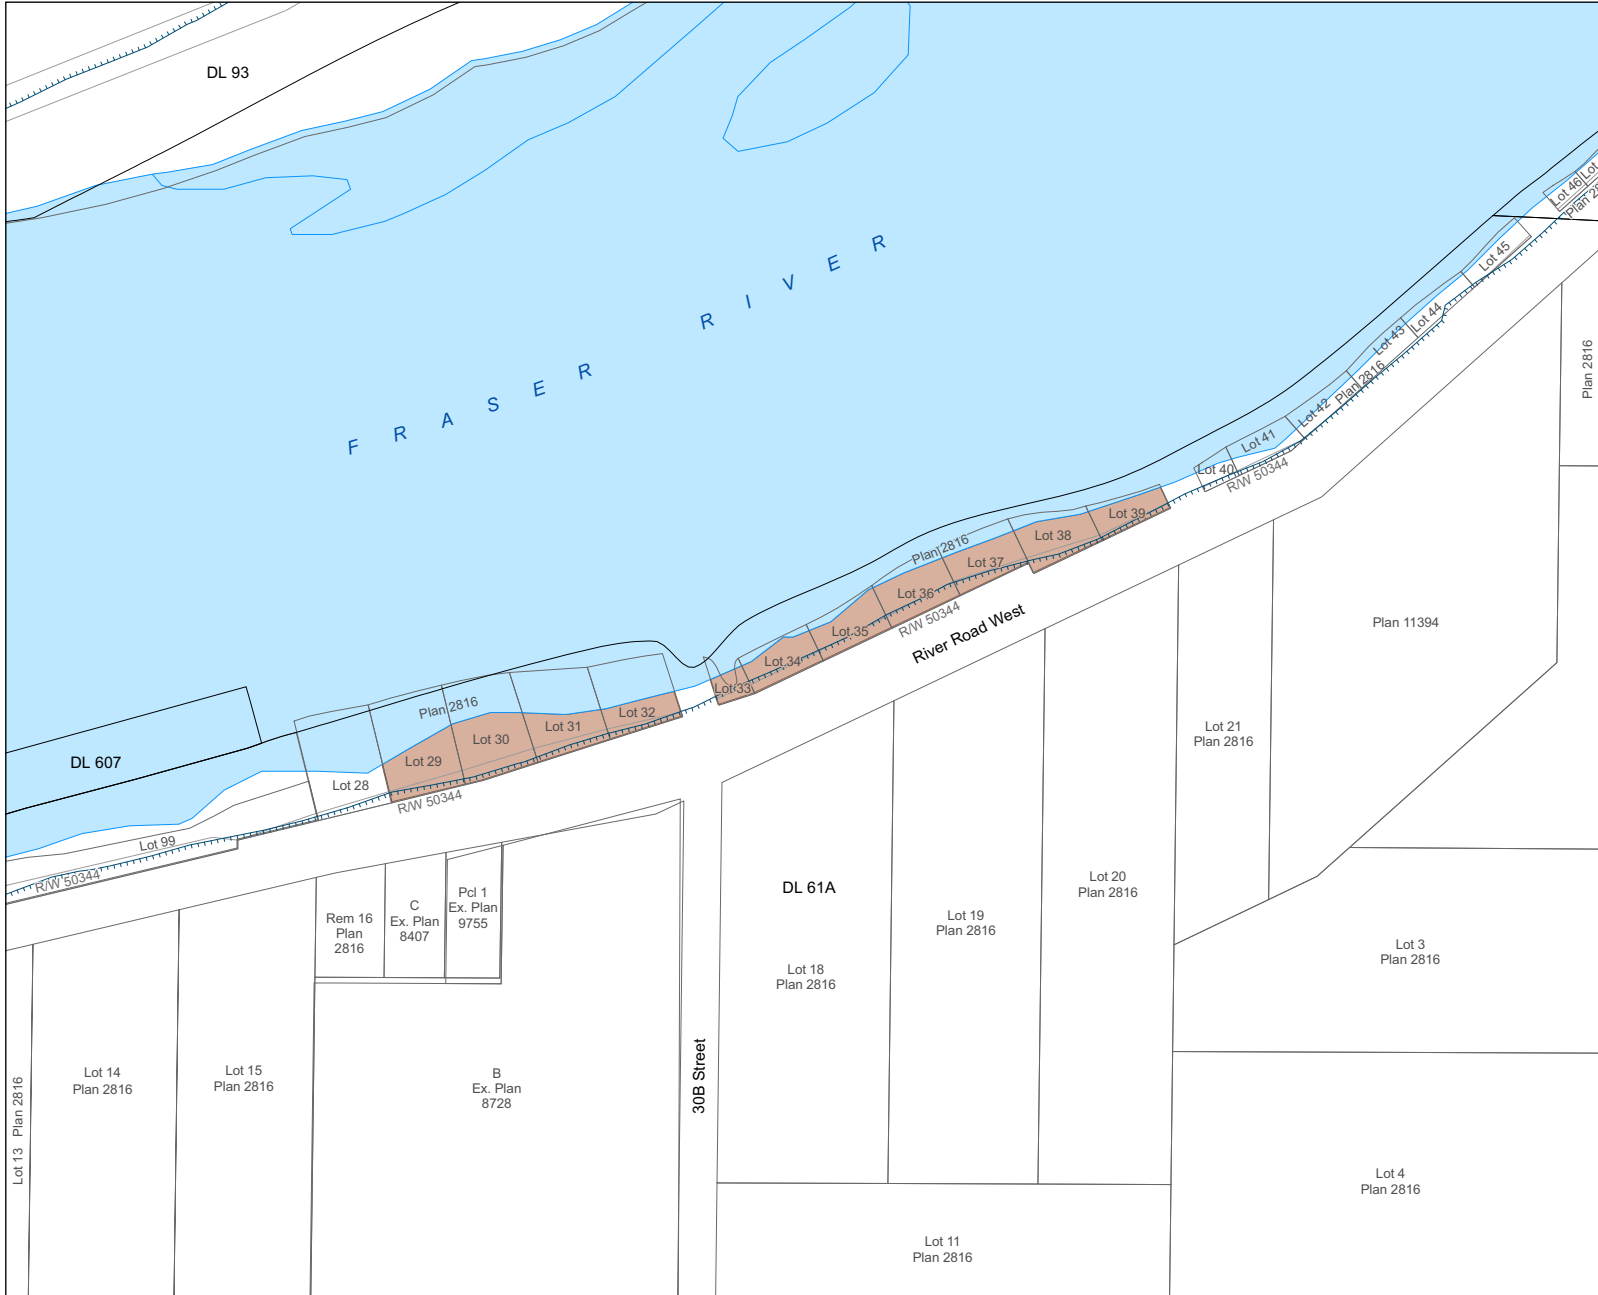 DL 93
FRASER RIVER
Lot 46
Lot
Lot 45
Lot 44
Lot 43
Plan 2816
Lot 42
Lot 41
Lot 40
R/W 50344
Plan 2816
Lot 39
Lot 38
Plan 2816
Lot 37
Lot 36
R/W 50344
Lot 35
Lot 34
Lot 33
River Road West
Plan 11394
Plan 2816
Lot 32
Lot 31
Lot 30
Lot 29
Lot 28
R/W 50344
DL 607
Lot 99
R/W 50344
Lot 21
Plan 2816
Rem 16
Plan
2816
C
Ex. Plan
8407
Pcl 1
Ex. Plan
9755
DL 61A
Lot 20
Plan 2816
Lot 19
Plan 2816
Lot 18
Plan 2816
Lot 3
Plan 2816
Lot 13 Plan 2816
Lot 14
Plan 2816
Lot 15
Plan 2816
B
Ex. Plan
8728
30B Street
Lot 4
Plan 2816
Lot 11
Plan 2816